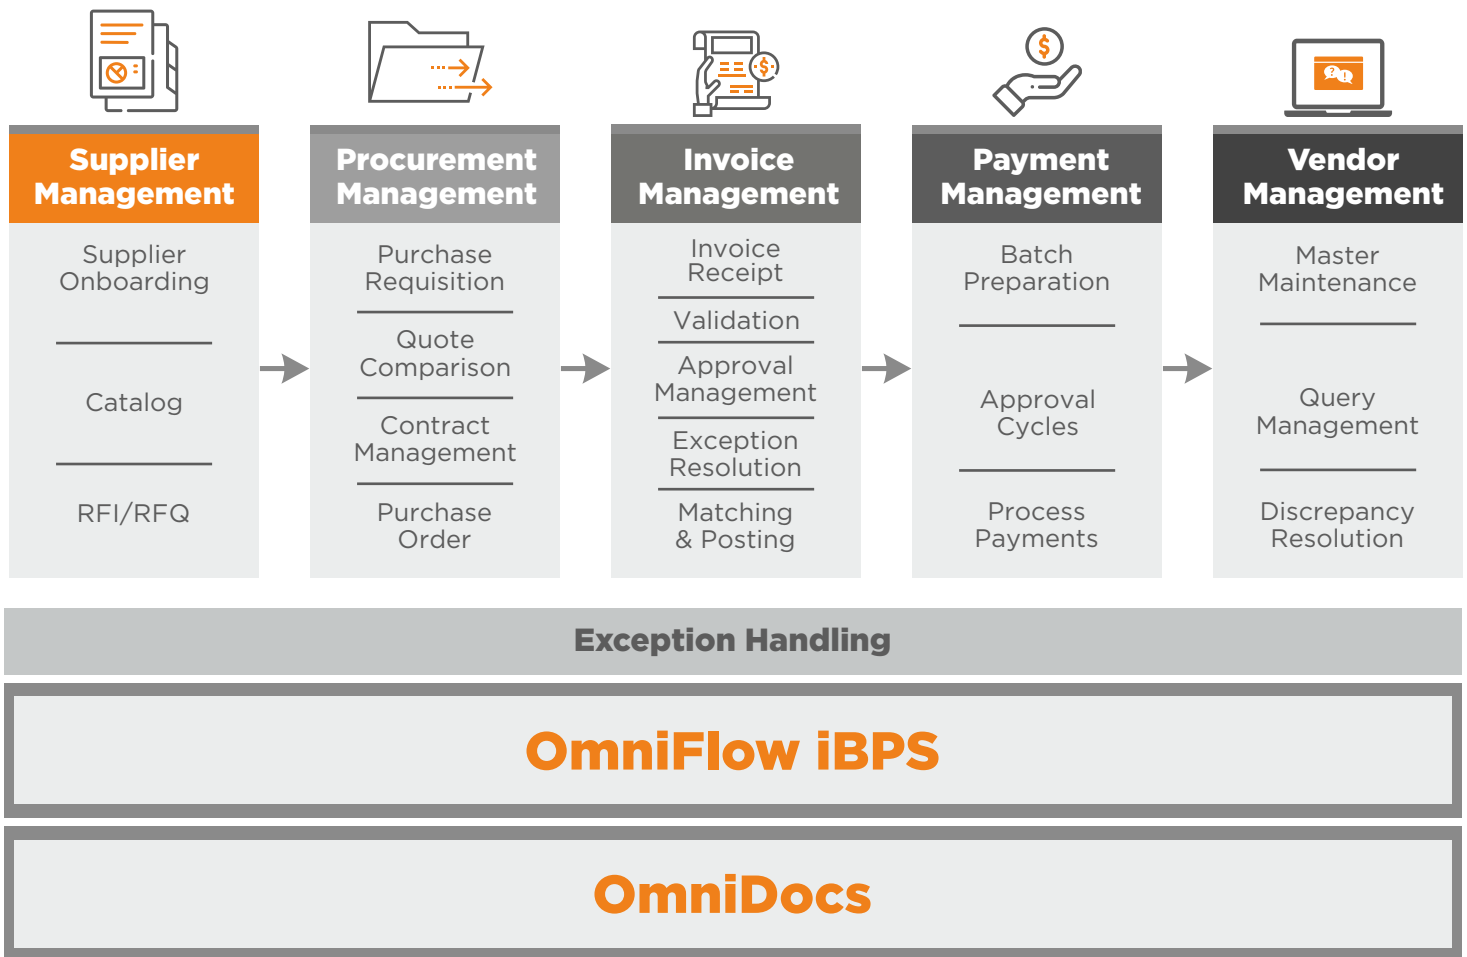 Supplier
Management
Supplier
Onboarding
Catalog
RFI/RFQ
Procurement
Management
Purchase
Requisition
Quote
Comparison
Contract
Management
Purchase
Order
$
Invoice
Management
Invoice
Receipt
Validation
Approval
Management
Exception
Resolution
Matching
& Posting
$
Payment
Management
Batch
Preparation
Approval
Cycles
Process
Payments
?
!
Vendor
Management
Master
Maintenance
Query
Management
Discrepancy
Resolution
Exception Handling
OmniFlow iBPS
OmniDocs